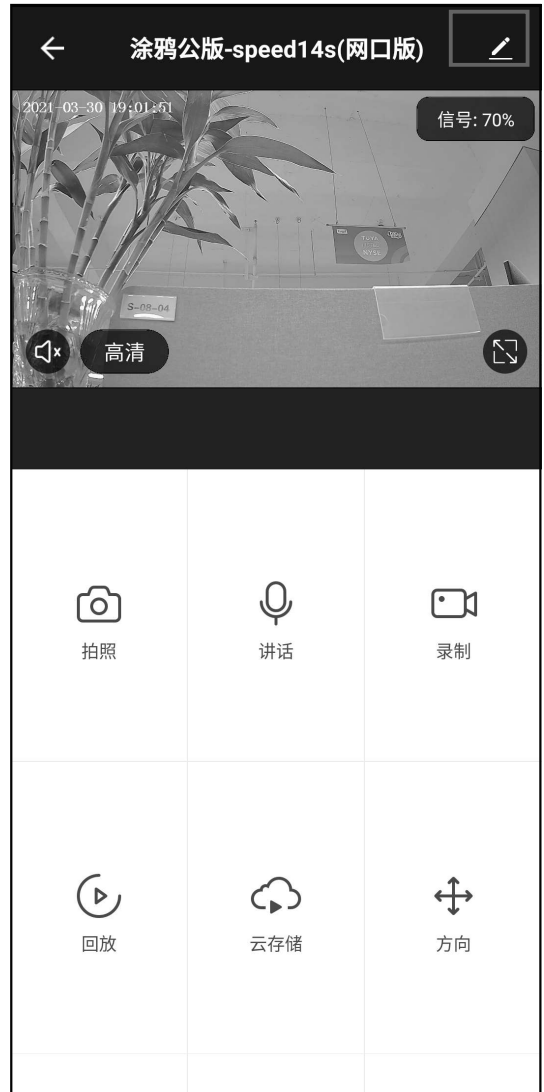 涂鸦公版-speed14s(网口版)
2021-03-30 19:01:51
信号: 70%
S-08-04
高清
拍照
讲话
录制
回放
云存储
方向